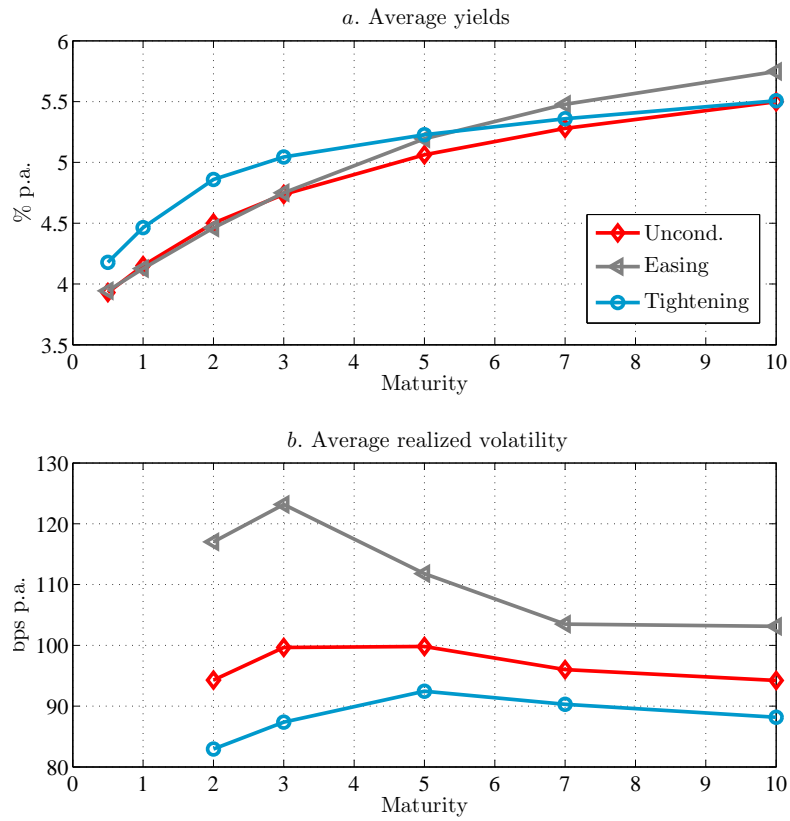 a. Average yields
6
5.5
5
4.5
4
3.5
% p.a.
Uncond.
Easing
Tightening
0 1 2 3 4 5 6 7 8 9 10
Maturity
b. Average realized volatility
130
120
110
100
90
80
bps p.a.
0 1 2 3 4 5 6 7 8 9 10
Maturity